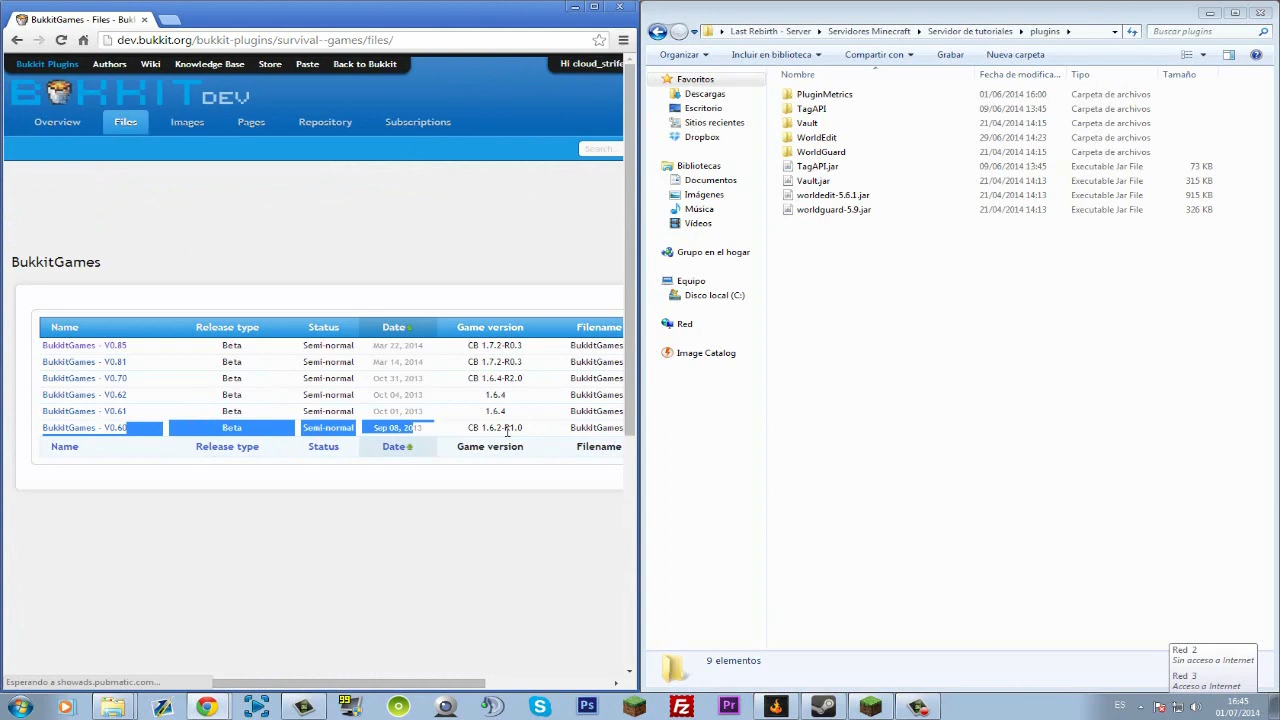 BukkitGames - Files - Buk
dev.bukkit.org/bukkit-plugins/survival--games/files/
Bukkit Plugins Authors Wiki Knowledge Base Store Paste Back to Bukkit Hi cloud_strife
BUKKIT DEV
Overview Files Images Pages Repository Subscriptions
Search...
BukkitGames
Name Release type Status Date Game version Filename
BukkitGames - V0.85 Beta Semi-normal Mar 22, 2014 CB 1.7.2-R0.3 BukkitGames
BukkitGames - V0.81 Beta Semi-normal Mar 14, 2014 CB 1.7.2-R0.3 BukkitGames
BukkitGames - V0.70 Beta Semi-normal Oct 31, 2013 CB 1.6.4-R2.0 BukkitGames
BukkitGames - V0.62 Beta Semi-normal Oct 04, 2013 1.6.4 BukkitGames
BukkitGames - V0.61 Beta Semi-normal Oct 01, 2013 1.6.4 BukkitGames
BukkitGames - V0.60 Beta Semi-normal Sep 08, 2013 CB 1.6.2-R1.0 BukkitGames
Name Release type Status Date Game version Filename
Esperando a showads.pubmatic.com...
Last Rebirth - Server Servidores Minecraft Servidor de tutoriales plugins Buscar plugins
Organizar Incluir en biblioteca Compartir con Grabar Nueva carpeta
Favoritos
Descargas
Escritorio
Sitios recientes
Dropbox
Bibliotecas
Documentos
Imágenes
Música
Vídeos
Grupo en el hogar
Equipo
Disco local (C:)
Red
Image Catalog
Nombre Fecha de modifica... Tipo Tamaño
PluginMetrics 01/06/2014 16:00 Carpeta de archivos
TagAPI 09/06/2014 13:45 Carpeta de archivos
Vault 21/04/2014 14:15 Carpeta de archivos
WorldEdit 29/06/2014 14:23 Carpeta de archivos
WorldGuard 21/04/2014 14:15 Carpeta de archivos
TagAPI.jar 09/06/2014 13:45 Executable Jar File 73 KB
Vault.jar 21/04/2014 14:13 Executable Jar File 315 KB
worldedit-5.6.1.jar 21/04/2014 14:13 Executable Jar File 915 KB
worldguard-5.9.jar 21/04/2014 14:13 Executable Jar File 326 KB
9 elementos
Red 2
Sin acceso a Internet
Red 3
Acceso a Internet
99
Ps
Fz
Pr
ES
16:45
01/07/2014